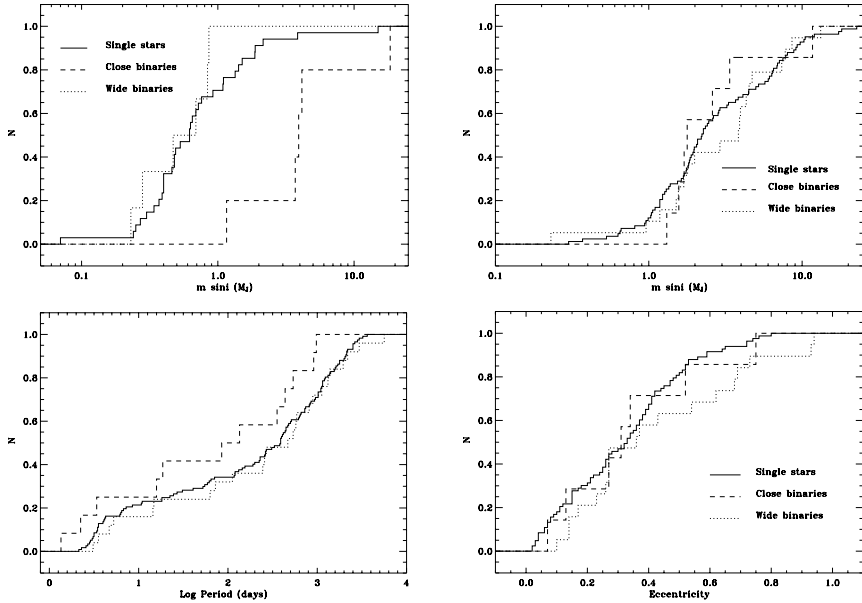 1.0
0.8
0.6
0.4
0.2
0.0
N
Single stars
Close binaries
Wide binaries
0.1
1.0
10.0
m sini (MJ)
1.0
0.8
0.6
0.4
0.2
0.0
N
Single stars
Close binaries
Wide binaries
0.1
1.0
10.0
m sini (MJ)
1.0
0.8
0.6
0.4
0.2
0.0
N
0
1
2
3
4
Log Period (days)
1.0
0.8
0.6
0.4
0.2
0.0
N
Single stars
Close binaries
Wide binaries
0.0
0.2
0.4
0.6
0.8
1.0
Eccentricity